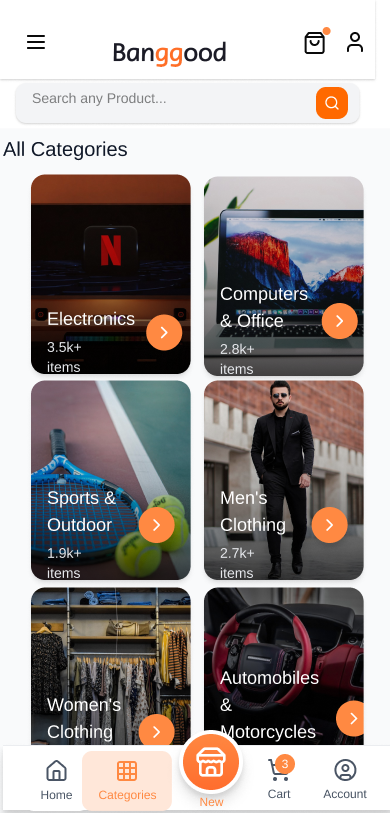 Banggood
Search any Product...
All Categories
Electronics
3.5k+
items
Computers
& Office
2.8k+
items
Sports &
Outdoor
1.9k+
items
Men's
Clothing
2.7k+
items
Women's
Clothing
Automobiles
&
Motorcycles
Home
Categories
New
3
Cart
Account